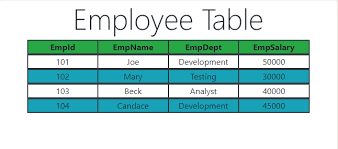 Employee Table
EmpId EmpName EmpDept EmpSalary
101 Joe Development 50000
102 Mary Testing 30000
103 Beck Analyst 40000
104 Candace Development 45000